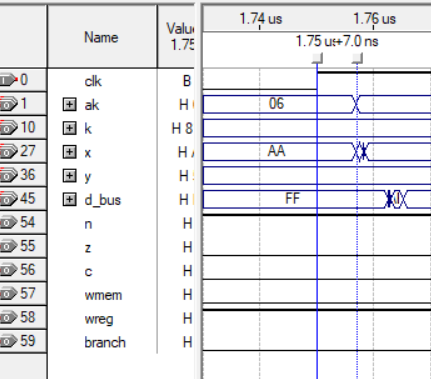 Name
Value
1.75
1.74 us
1.76 us
1.75 us +7.0 ns
0 clk B
1 ak H 06
10 k H 8
27 x H AA
36 y H
45 d_bus H FF
54 n H
55 z H
56 c H
57 wmem H
58 wreg H
59 branch H